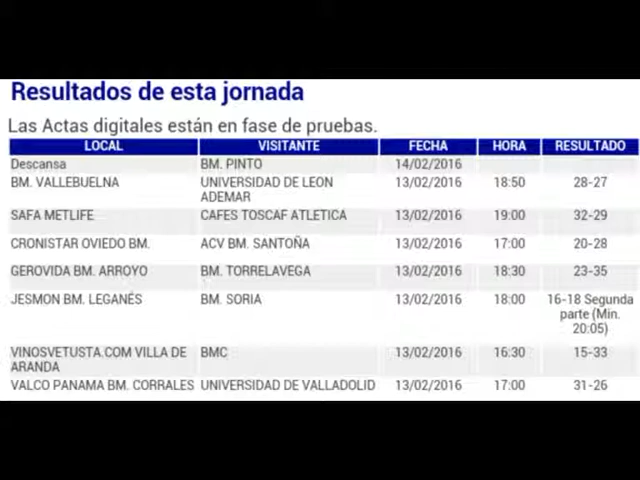 Resultados de esta jornada
Las Actas digitales están en fase de pruebas.
LOCAL VISITANTE FECHA HORA RESULTADO
Descansa BM. PINTO 14/02/2016
BM. VALLEBUELNA UNIVERSIDAD DE LEON ADEMAR 13/02/2016 18:50 28-27
SAFA METLIFE CAFES TOSCAF ATLETICA 13/02/2016 19:00 32-29
CRONISTAR OVIEDO BM. ACV BM. SANTOÑA 13/02/2016 17:00 20-28
GEROVIDA BM. ARROYO BM. TORRELAVEGA 13/02/2016 18:30 23-35
JESMON BM. LEGANÉS BM. SORIA 13/02/2016 18:00 16-18 Segunda parte (Min. 20:05)
VINOSVETUSTA.COM VILLA DE ARANDA BMC 13/02/2016 16:30 15-33
VALCO PANAMA BM. CORRALES UNIVERSIDAD DE VALLADOLID 13/02/2016 17:00 31-26